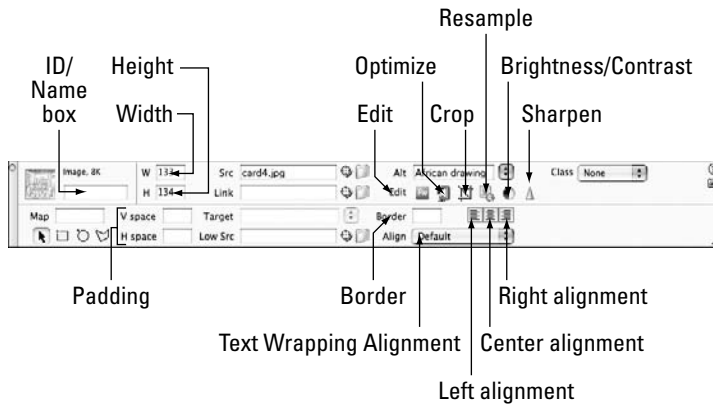 Resample
ID/
Name
box
Height
Optimize
Brightness/Contrast
Width
Edit
Crop
Sharpen
Image, 8K
W 133
Src card4.jpg
Alt African drawing
Class None
H 134
Link
Edit
Map
V space
Target
Border
H space
Low Src
Align Default
Padding
Border
Right alignment
Text Wrapping Alignment
Center alignment
Left alignment